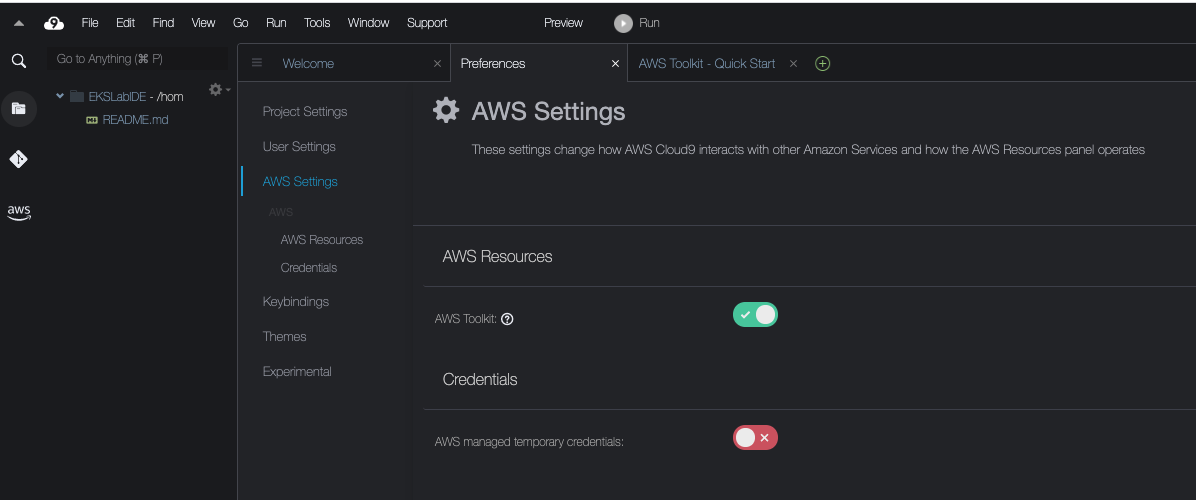 9 File Edit Find View Go Run Tools Window Support Preview Run
Go to Anything (⌘ P)
Welcome Preferences AWS Toolkit - Quick Start
EKSLabIDE - /hom
README.md
aws
Project Settings
User Settings
AWS Settings
AWS
AWS Resources
Credentials
Keybindings
Themes
Experimental
AWS Settings
These settings change how AWS Cloud9 interacts with other Amazon Services and how the AWS Resources panel operates
AWS Resources
AWS Toolkit:
Credentials
AWS managed temporary credentials: